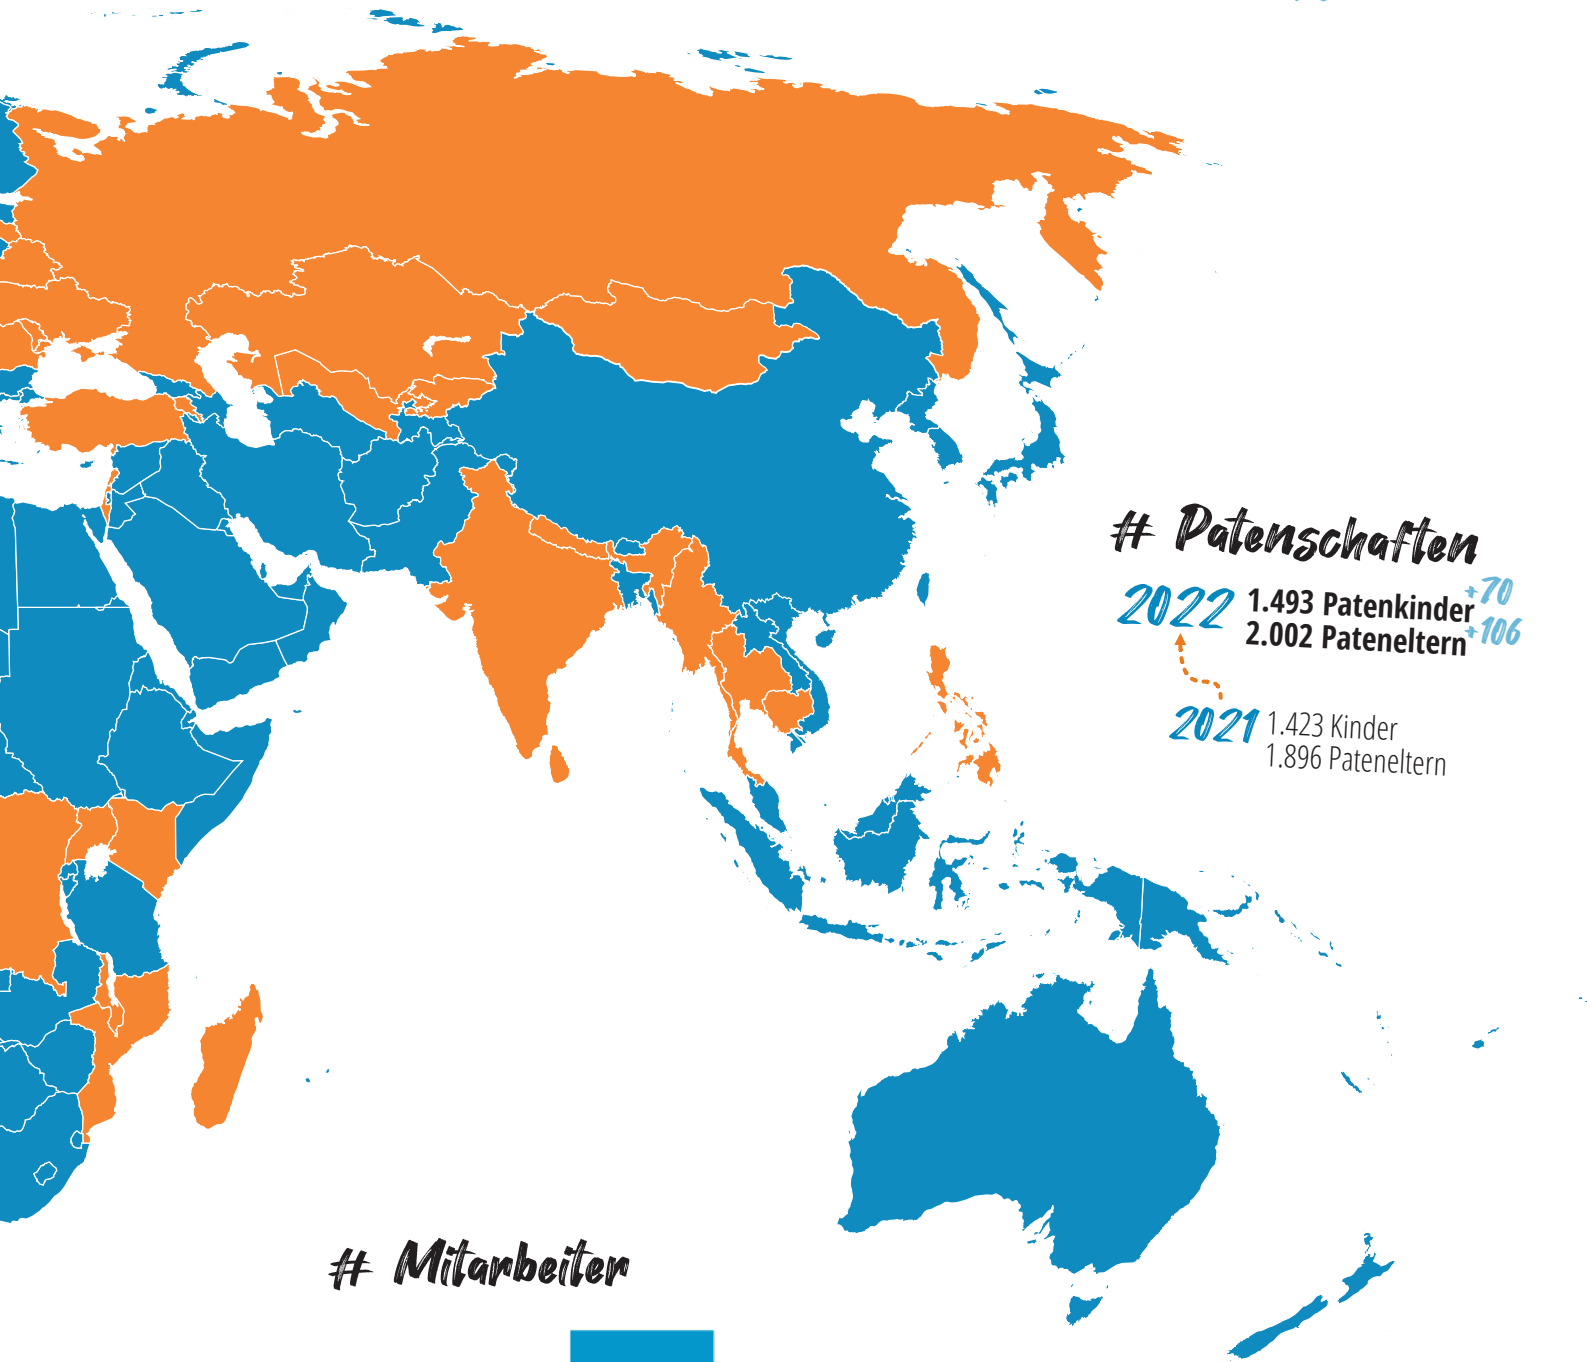 # Patenschaften
2022 1.493 Patenkinder +70
2.002 Pateneltern +106
2021 1.423 Kinder
1.896 Pateneltern
# Mitarbeiter